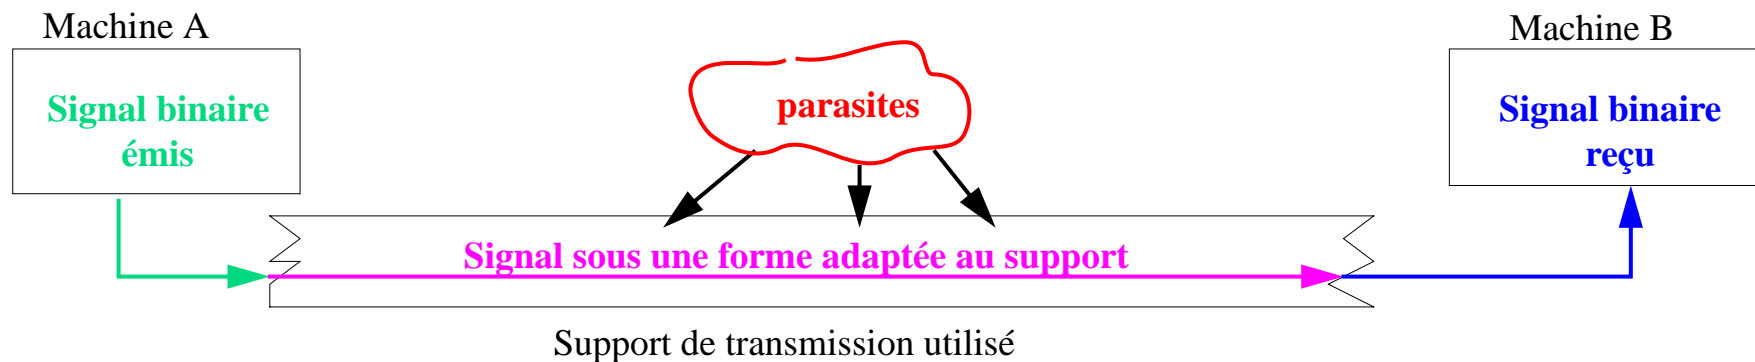 Machine A
Machine B
Signal binaire
émis
parasites
Signal binaire
reçu
Signal sous une forme adaptée au support
Support de transmission utilisé